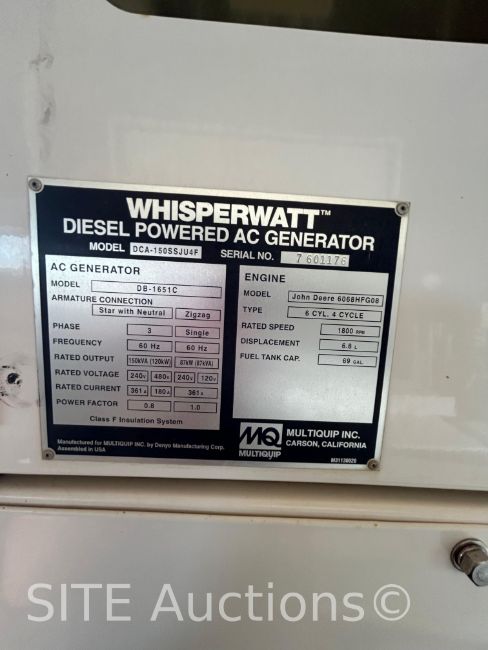 WHISPERWATT™
DIESEL POWERED AC GENERATOR
MODEL DCA-150SSJU4F SERIAL NO. 7601176
AC GENERATOR
MODEL DB-1651C
ARMATURE CONNECTION
Star with Neutral Zigzag
PHASE 3 Single
FREQUENCY 60 Hz 60 Hz
RATED OUTPUT 150kVA (120kW) 87kW (87kVA)
RATED VOLTAGE 240V 480V 240V 120V
RATED CURRENT 361A 180A 361A
POWER FACTOR 0.8 1.0
Class F Insulation System
ENGINE
MODEL John Deere 6068HFG08
TYPE 6 CYL. 4 CYCLE
RATED SPEED 1800 RPM
DISPLACEMENT 6.8 L
FUEL TANK CAP. 69 GAL.
Manufactured for MULTIQUIP INC. by Denyo Manufacturing Corp.
Assembled in USA
MQ
MULTIQUIP
MULTIQUIP INC.
CARSON, CALIFORNIA
M31130020
SITE Auctions©